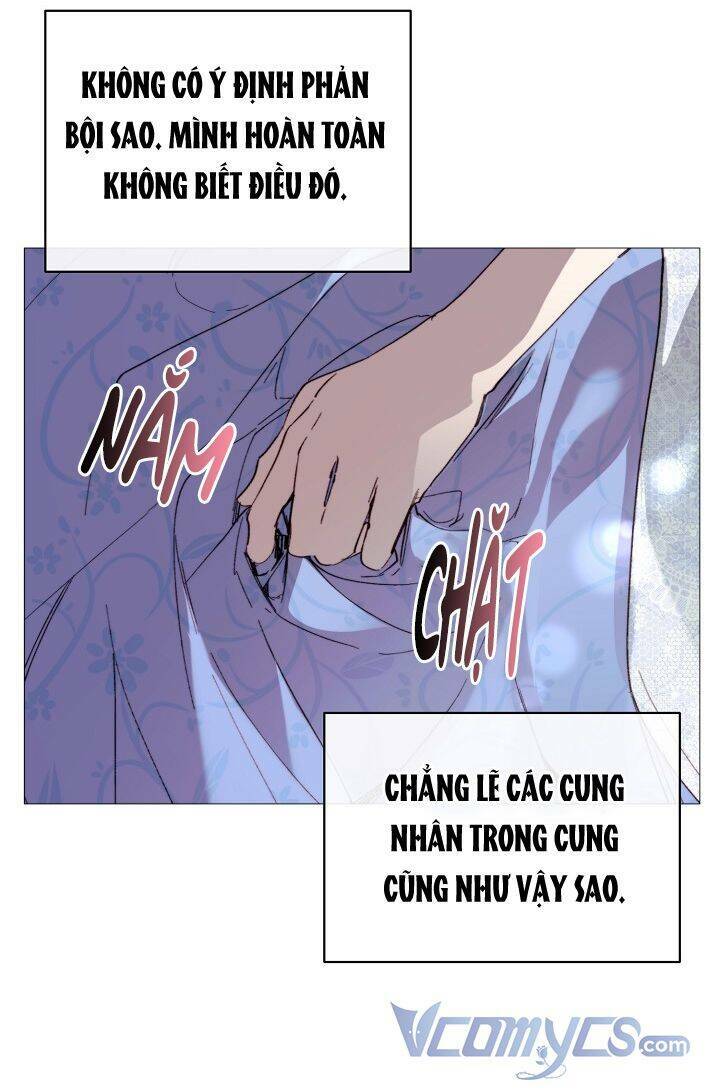 KHÔNG CÓ Ý ĐỊNH PHẢN
BỘI SAO. MÌNH HOÀN TOÀN
KHÔNG BIẾT ĐIỀU ĐÓ.
NẮM
CHẶT
CHẲNG LẼ CÁC CUNG
NHÂN TRONG CUNG
CŨNG NHƯ VẬY SAO.
VCOMYCS.com